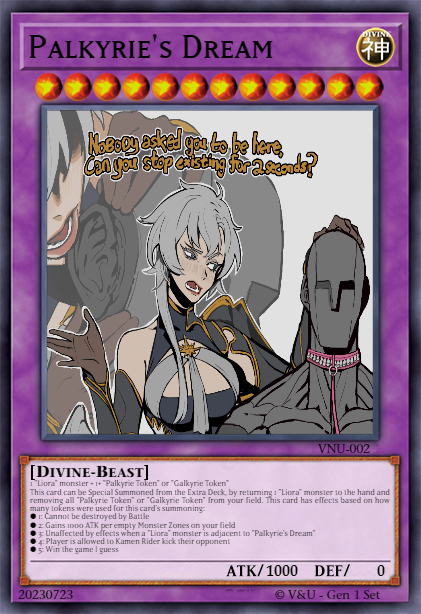 Palkyrie's Dream
DIVINE
神
Nobody asked you to be here,
Can you stop existing for 2 seconds?
VNU-002
[Divine-Beast]
1 "Liora" monster + 1+ "Palkyrie Token" or "Galkyrie Token"
This card can be Special Summoned from the Extra Deck, by returning 1 "Liora" monster to the hand and
removing all "Palkyrie Token" or "Galkyrie Token" from your field. This card has effects based on how
many tokens were used for this card's summoning:
● 1: Cannot be destroyed by Battle
● 2: Gains 1000 ATK per empty Monster Zones on your field
● 3: Unaffected by effects when a "Liora" monster is adjacent to "Palkyrie's Dream"
● 4: Player is allowed to Kamen Rider kick their opponent
● 5: Win the game I guess
ATK/1000 DEF/ 0
20230723
© V&U - Gen 1 Set